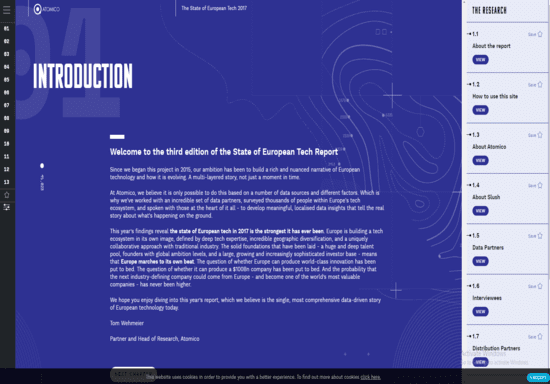 ATOMICO
The State of European Tech 2017
THE RESEARCH
01
01
02
03
04
05
06
07
08
09
10
11
12
13
INTRODUCTION
Welcome to the third edition of the State of European Tech Report
Since we began this project in 2015, our ambition has been to build a rich and nuanced narrative of European
technology and how it is evolving. A multi-layered story, not just a moment in time.
At Atomico, we believe it is only possible to do this based on a number of data sources and different factors. Which is
why we've worked with an incredible set of data partners, surveyed thousands of people within Europe's tech
ecosystem, and spoken with those at the heart of it all - to develop meaningful, localised data insights that tell the real
story about what's happening on the ground.
This year's findings reveal the state of European tech in 2017 is the strongest it has ever been. Europe is building a tech
ecosystem in its own image, defined by deep tech expertise, incredible geographic diversification, and a uniquely
collaborative approach with traditional industry. The solid foundations that have been laid - a huge and deep talent
pool, founders with global ambition levels, and a large, growing and increasingly sophisticated investor base - means
that Europe marches to its own beat. The question of whether Europe can produce world-class innovation has been
put to bed. The question of whether it can produce a $100Bn company has been put to bed. And the probability that
the next industry-defining company could come from Europe - and become one of the world's most valuable
companies - has never been higher.
We hope you enjoy diving into this year's report, which we believe is the single, most comprehensive data-driven story
of European technology today.
Tom Wehmeier
Partner and Head of Research, Atomico
1.1
Save
About the report
VIEW
1.2
Save
How to use this site
VIEW
1.3
Save
About Atomico
VIEW
1.4
Save
About Slush
VIEW
1.5
Save
Data Partners
VIEW
1.6
Save
Interviewees
VIEW
1.7
Save
Distribution Partners
VIEW
This website uses cookies in order to provide you with a better experience. To find out more about cookies click here.